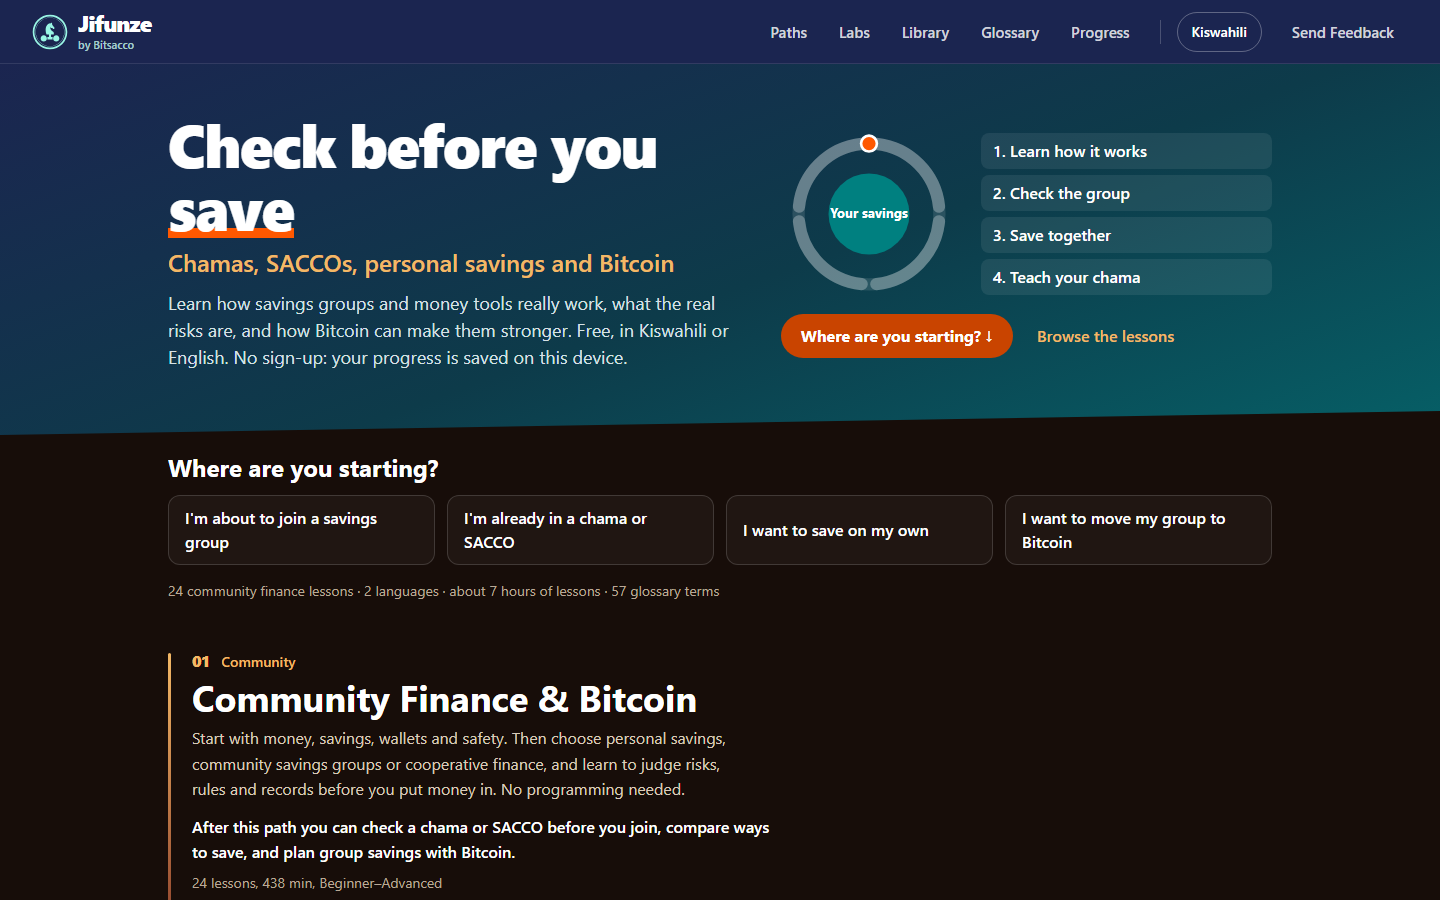 Jifunze
by Bitsacco
Paths
Labs
Library
Glossary
Progress
Kiswahili
Send Feedback
Check before you
save
Chamas, SACCOs, personal savings and Bitcoin
Learn how savings groups and money tools really work, what the real
risks are, and how Bitcoin can make them stronger. Free, in Kiswahili or
English. No sign-up: your progress is saved on this device.
Your savings
1. Learn how it works
2. Check the group
3. Save together
4. Teach your chama
Where are you starting? ↓
Browse the lessons
Where are you starting?
I'm about to join a savings
group
I'm already in a chama or
SACCO
I want to save on my own
I want to move my group to
Bitcoin
24 community finance lessons · 2 languages · about 7 hours of lessons · 57 glossary terms
01 Community
Community Finance & Bitcoin
Start with money, savings, wallets and safety. Then choose personal savings,
community savings groups or cooperative finance, and learn to judge risks,
rules and records before you put money in. No programming needed.
After this path you can check a chama or SACCO before you join, compare ways
to save, and plan group savings with Bitcoin.
24 lessons, 438 min, Beginner–Advanced